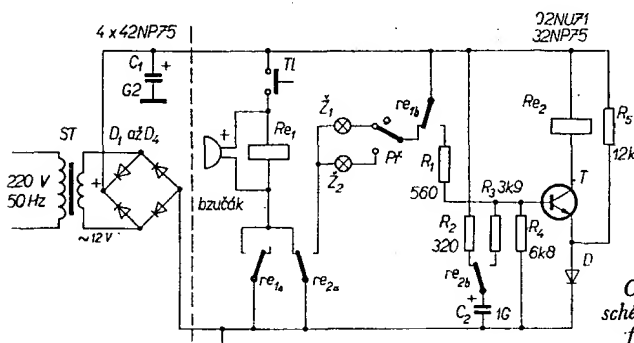 4 x 42NP75
02NU71
32NP75
C1 +
G2
Tl
ST
D1 až D4
+
Re1
Ž1
re1b
Re2
R5
12k
220 V
50 Hz
+
~12 V
bzučák
Ž2
Př
R1
560
T
R2
320
R3 3k9
R4
6k8
re1a
re2a
re2b
D
+
C2
1G
C
sché
f